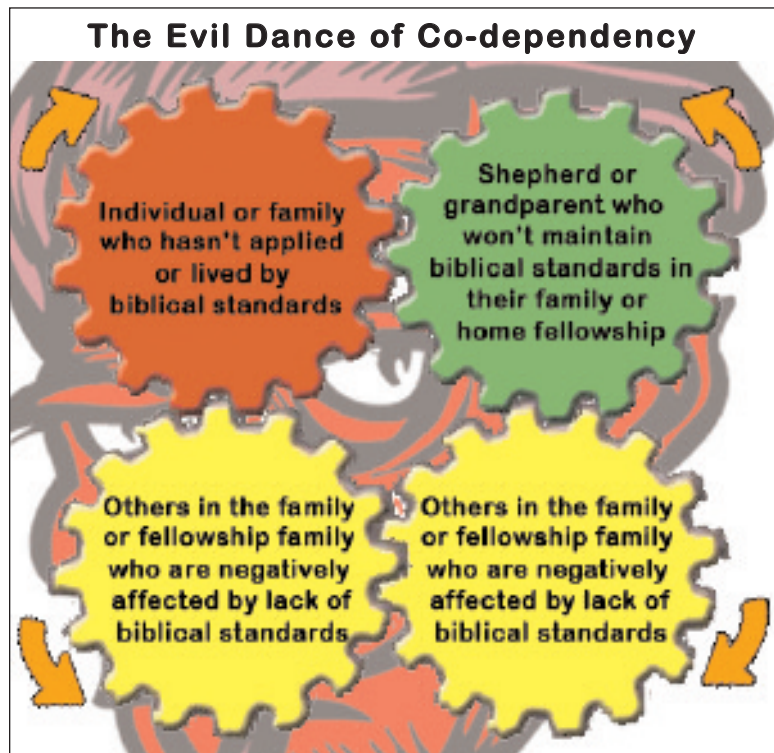 The Evil Dance of Co-dependency
Individual or family
who hasn't applied
or lived by
biblical standards
Shepherd or
grandparent who
won't maintain
biblical standards in
their family or
home fellowship
Others in the family
or fellowship family
who are negatively
affected by lack of
biblical standards
Others in the family
or fellowship family
who are negatively
affected by lack of
biblical standards